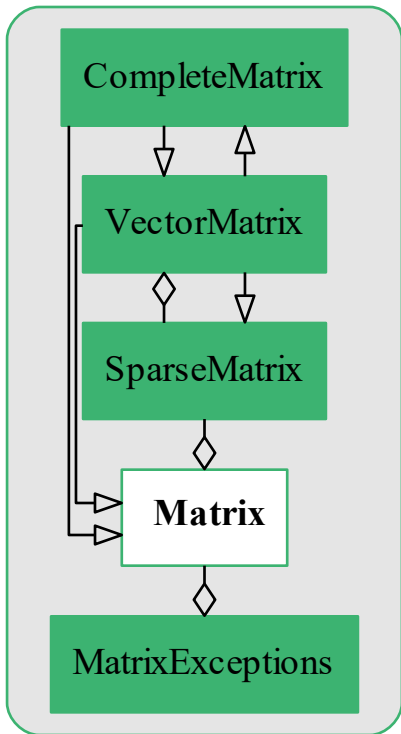 CompleteMatrix
VectorMatrix
SparseMatrix
Matrix
MatrixExceptions